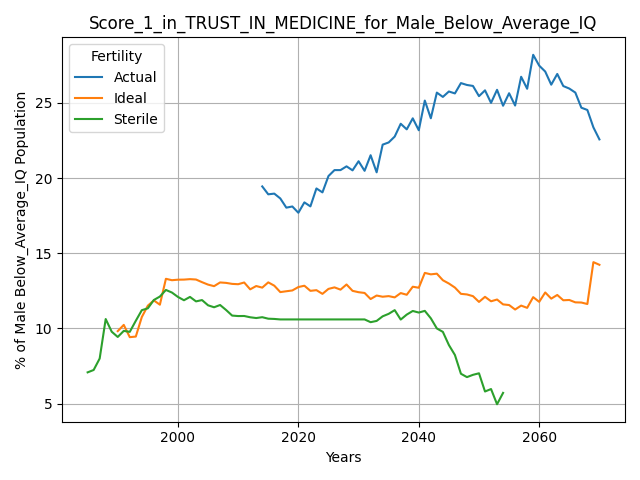 Score_1_in_TRUST_IN_MEDICINE_for_Male_Below_Average_IQ
Fertility
Actual
Ideal
Sterile
% of Male Below_Average_IQ Population
25
20
15
10
5
2000
2020
2040
2060
Years